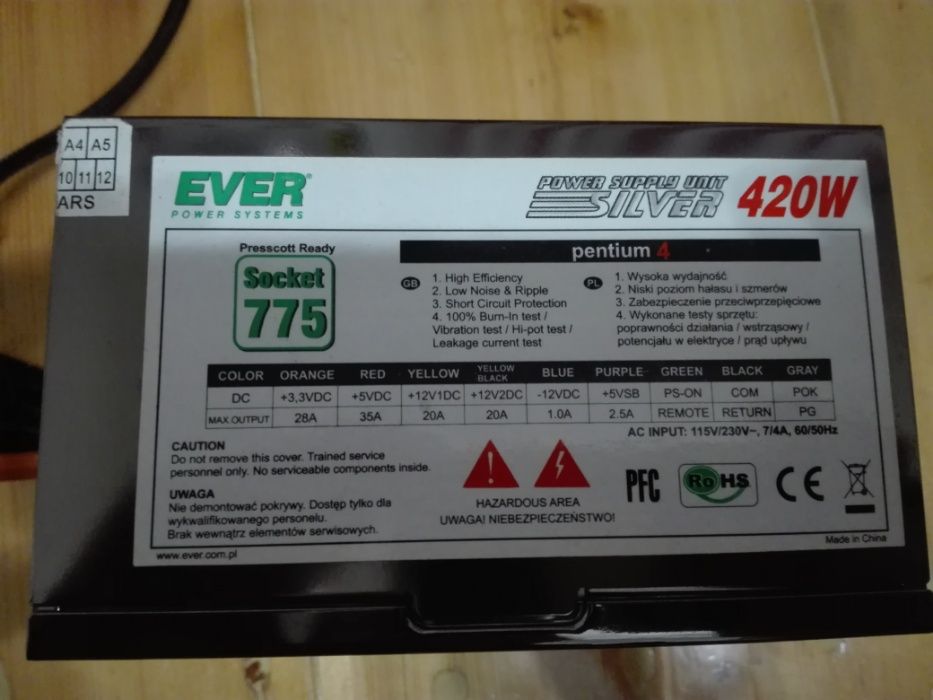 A4 A5
10 11 12
ARS
EVER®
POWER SYSTEMS
POWER SUPPLY UNIT
SILVER
420W
Presscott Ready
Socket
775
pentium 4
GB
1. High Efficiency
2. Low Noise & Ripple
3. Short Circuit Protection
4. 100% Burn-In test /
Vibration test / Hi-pot test /
Leakage current test
PL
1. Wysoka wydajność
2. Niski poziom hałasu i szmerów
3. Zabezpieczenie przeciwprzepięciowe
4. Wykonane testy sprzętu:
poprawności działania / wstrząsowy /
potencjału w elektryce / prąd upływu
COLOR ORANGE RED YELLOW YELLOW BLACK BLUE PURPLE GREEN BLACK GRAY
DC +3,3VDC +5VDC +12V1DC +12V2DC -12VDC +5VSB PS-ON COM POK
MAX.OUTPUT 28A 35A 20A 20A 1.0A 2.5A REMOTE RETURN PG
AC INPUT: 115V/230V~, 7/4A, 60/50Hz
CAUTION
Do not remove this cover. Trained service
personnel only. No serviceable components inside.
UWAGA
Nie demontować pokrywy. Dostęp tylko dla
wykwalifikowanego personelu.
Brak wewnątrz elementów serwisowych.
HAZARDOUS AREA
UWAGA! NIEBEZPIECZEŃSTWO!
PFC
RoHS
CE
www.ever.com.pl
Made in China